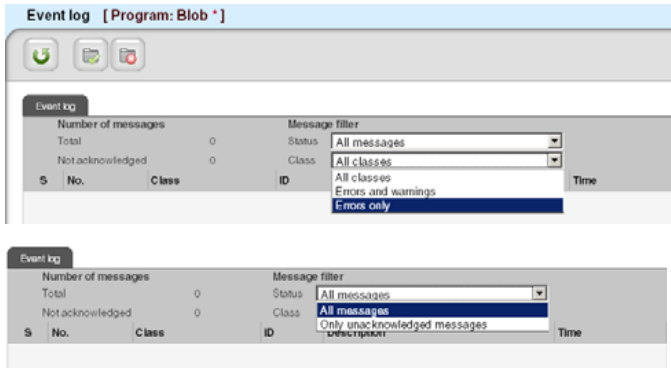 Event log [ Program: Blob * ]
Event log
Number of messages Message filter
Total 0 Status All messages
Not acknowledged 0 Class All classes
S No. Class ID Time
All classes
Errors and warnings
Errors only
Event log
Number of messages Message filter
Total 0 Status All messages
Not acknowledged 0 Class All messages
Only unacknowledged messages
S No. Class ID Description Time